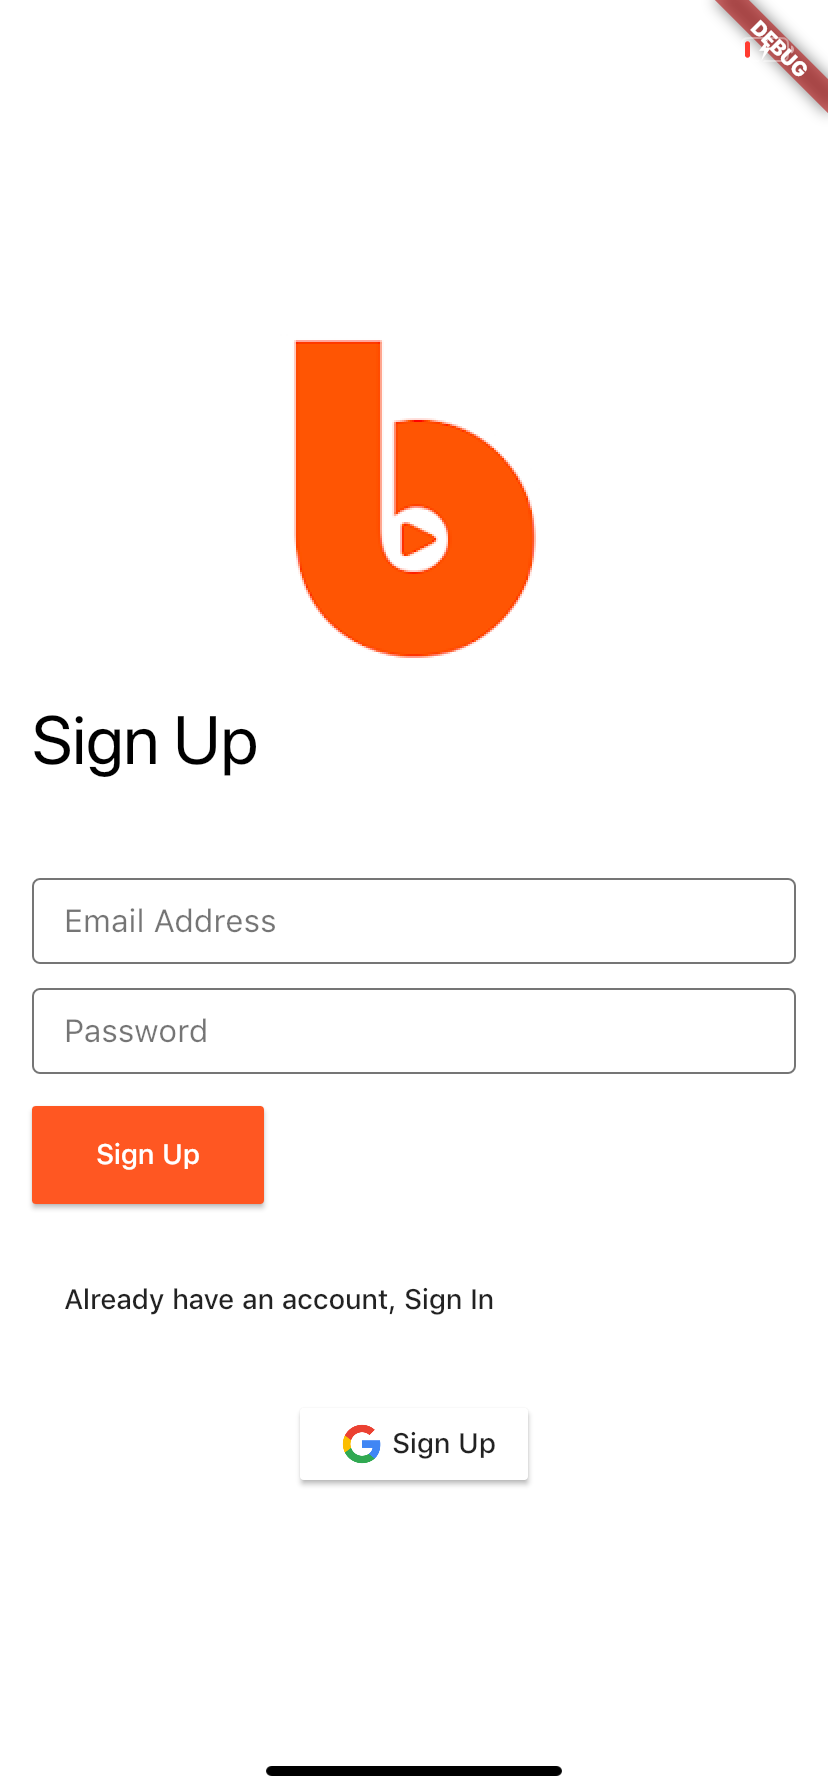 DEBUG
b
Sign Up
Email Address
Password
Sign Up
Already have an account, Sign In
G Sign Up